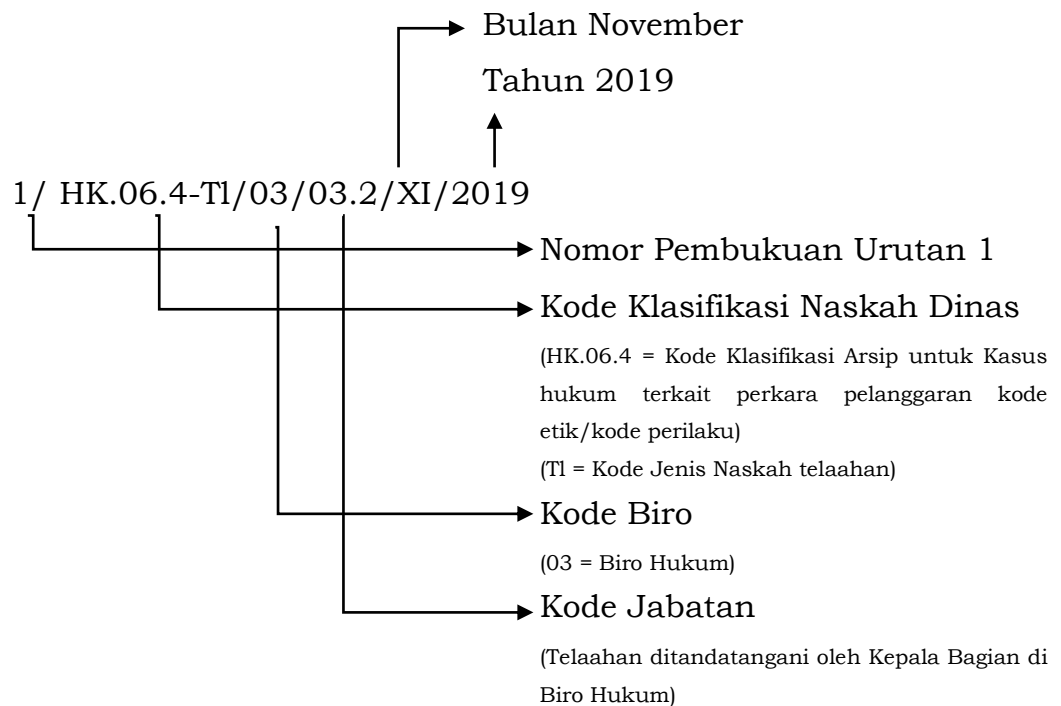 Bulan November
Tahun 2019
1/ HK.06.4-Tl/03/03.2/XI/2019
Nomor Pembukuan Urutan 1
Kode Klasifikasi Naskah Dinas
(HK.06.4 = Kode Klasifikasi Arsip untuk Kasus
hukum terkait perkara pelanggaran kode
etik/kode perilaku)
(Tl = Kode Jenis Naskah telaahan)
Kode Biro
(03 = Biro Hukum)
Kode Jabatan
(Telaahan ditandatangani oleh Kepala Bagian di
Biro Hukum)